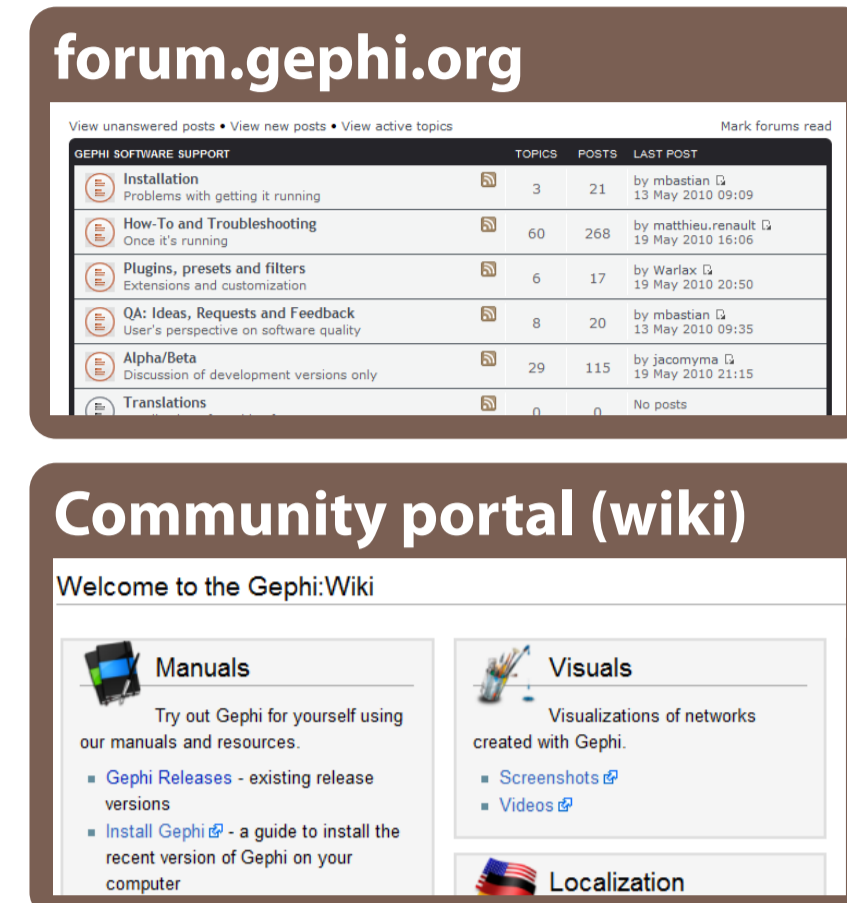 forum.gephi.org
View unanswered posts • View new posts • View active topics Mark forums read
GEPHI SOFTWARE SUPPORT TOPICS POSTS LAST POST
Installation
Problems with getting it running
3 21
by mbastian
13 May 2010 09:09
How-To and Troubleshooting
Once it's running
60 268
by matthieu.renault
19 May 2010 16:06
Plugins, presets and filters
Extensions and customization
6 17
by Warlax
19 May 2010 20:50
QA: Ideas, Requests and Feedback
User's perspective on software quality
8 20
by mbastian
13 May 2010 09:35
Alpha/Beta
Discussion of development versions only
29 115
by jacomyma
19 May 2010 21:15
Translations
0 0
No posts
Community portal (wiki)
Welcome to the Gephi:Wiki
Manuals
Try out Gephi for yourself using
our manuals and resources.
Gephi Releases - existing release
versions
Install Gephi - a guide to install the
recent version of Gephi on your
computer
Visuals
Visualizations of networks
created with Gephi.
Screenshots
Videos
Localization